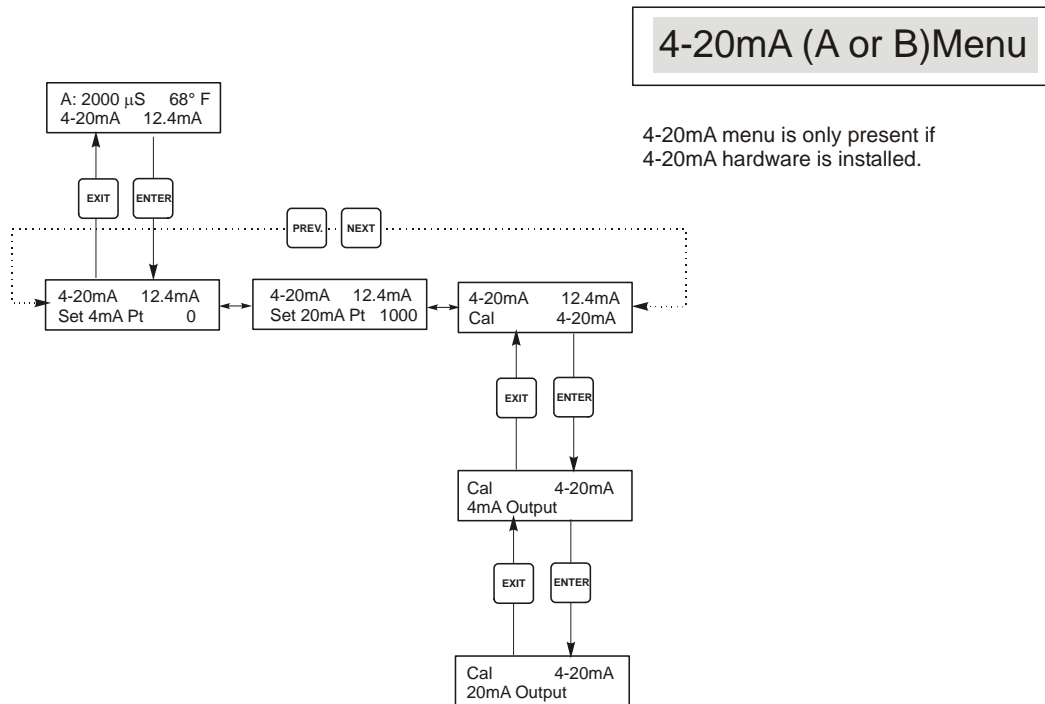 4-20mA (A or B)Menu
A: 2000 μS 68° F
4-20mA 12.4mA
4-20mA menu is only present if
4-20mA hardware is installed.
EXIT ENTER
PREV. NEXT
4-20mA 12.4mA
Set 4mA Pt 0
4-20mA 12.4mA
Set 20mA Pt 1000
4-20mA 12.4mA
Cal 4-20mA
EXIT ENTER
Cal 4-20mA
4mA Output
EXIT ENTER
Cal 4-20mA
20mA Output